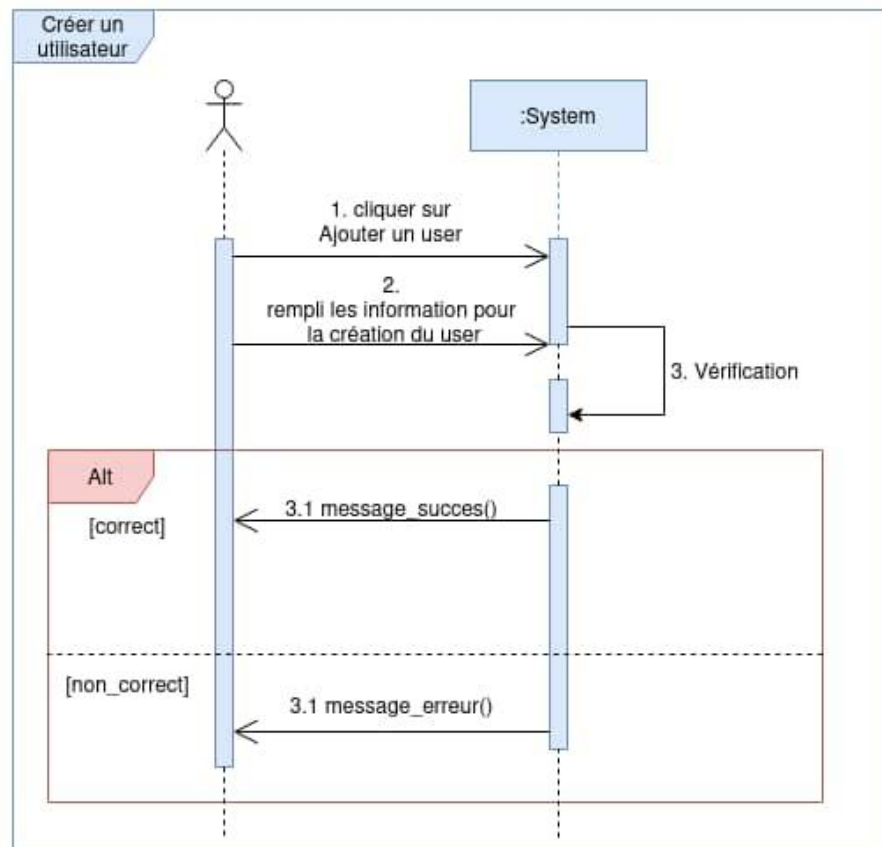 Créer un
utilisateur
:System
1. cliquer sur
Ajouter un user
2.
rempli les information pour
la création du user
3. Vérification
Alt
3.1 message_succes()
[correct]
[non_correct]
3.1 message_erreur()